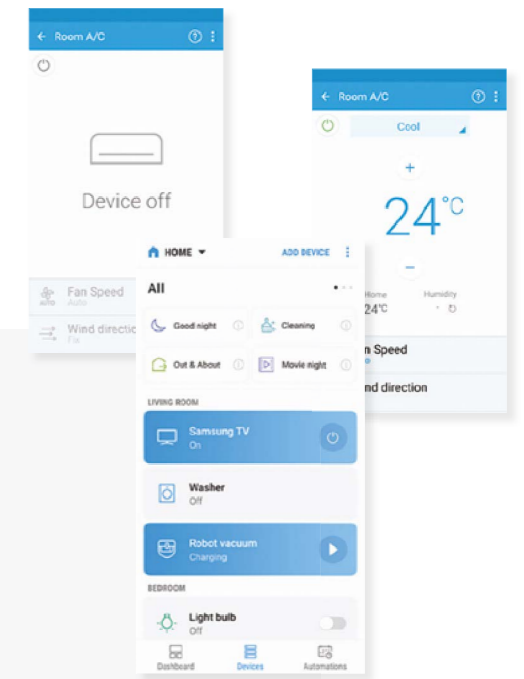 Room A/C
Device off
Fan Speed
Auto
Wind directio
Fix
Room A/C
Cool
+
24°C
−
Home
Humidity
24°C
n Speed
nd direction
HOME
ADD DEVICE
All
Good night
Cleaning
Out & About
Movie night
LIVING ROOM
Samsung TV
On
Washer
Off
Robot vacuum
Charging
BEDROOM
Light bulb
Off
Dashboard
Devices
Automations